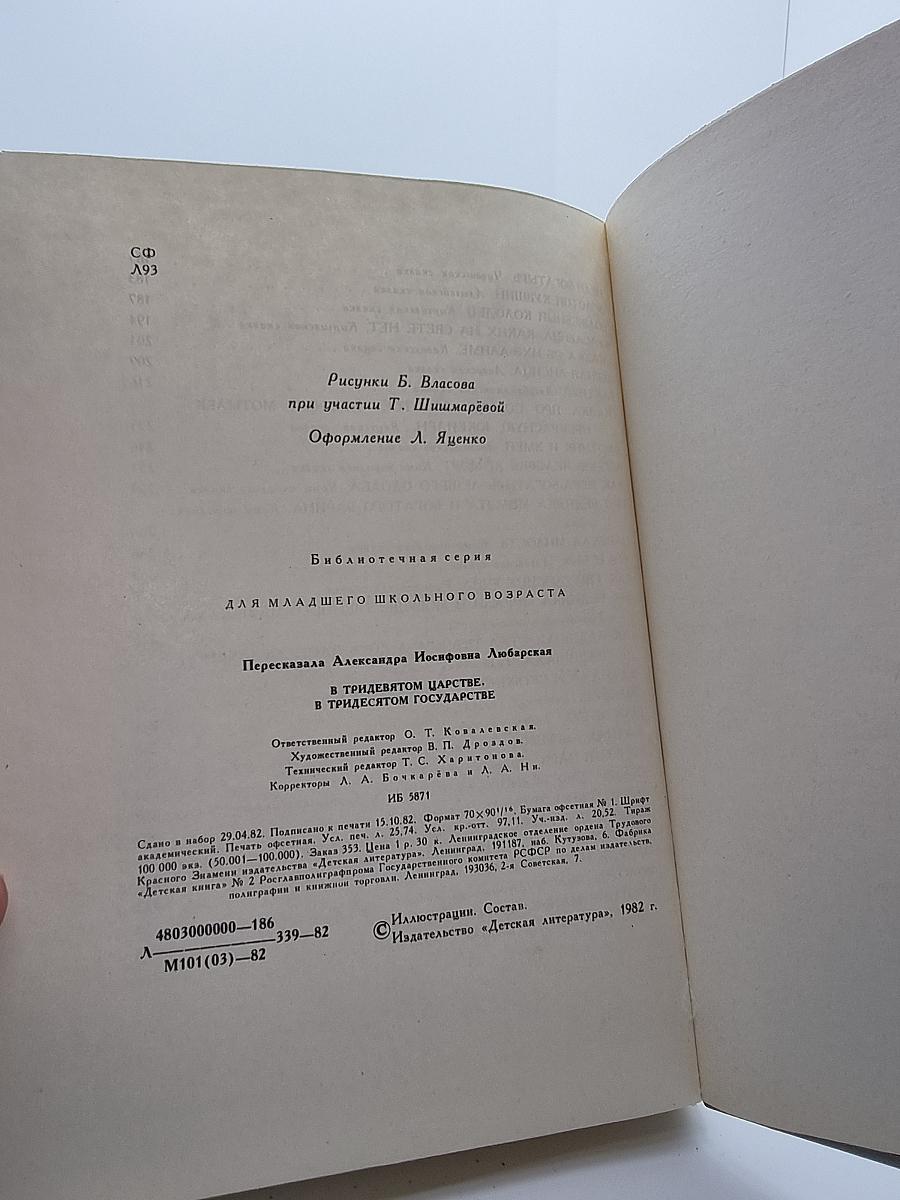 СФ
Л93
Рисунки Б. Власова
при участии Т. Шишмарёвой
Оформление Л. Яценко
Библиотечная серия
ДЛЯ МЛАДШЕГО ШКОЛЬНОГО ВОЗРАСТА
Пересказала Александра Иосифовна Любарская
В ТРИДЕВЯТОМ ЦАРСТВЕ,
В ТРИДЕСЯТОМ ГОСУДАРСТВЕ
Ответственный редактор О. Т. Ковалевская.
Художественный редактор В. П. Дроздов.
Технический редактор Т. С. Харитонова.
Корректоры Л. А. Бочкарёва и Л. А. Ни.
ИБ 5871
Сдано в набор 29.04.82. Подписано к печати 15.10.82. Формат 70×90 1/16. Бумага офсетная № 1. Шрифт
академический. Печать офсетная. Усл. печ. л. 25,74. Усл. кр.-отт. 97,11. Уч.-изд. л. 20,52. Тираж
100 000 экз. (50.001—100.000). Заказ 353. Цена 1 р. 30 к. Ленинградское отделение ордена Трудового
Красного Знамени издательства «Детская литература». Ленинград, 191187, наб. Кутузова, 6. Фабрика
«Детская книга» № 2 Росглавполиграфпрома Государственного комитета РСФСР по делам издательств,
полиграфии и книжной торговли. Ленинград, 193036, 2-я Советская, 7.
Л 4803000000—186 339—82
М101(03)—82
© Иллюстрации. Состав.
Издательство «Детская литература», 1982 г.